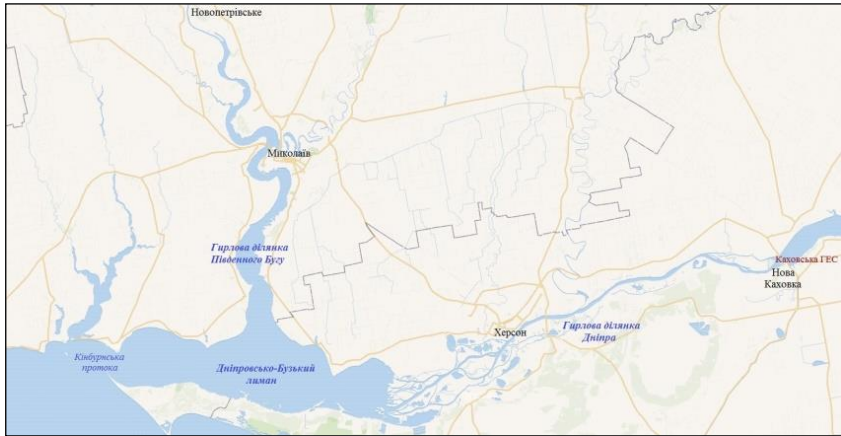 Новопетрівське
Миколаїв
Гирлова ділянка
Південного Бугу
Каховська ГЕС
Нова
Каховка
Херсон
Гирлова ділянка
Дніпра
Кінбурнська
протока
Дніпровсько-Бузький
лиман